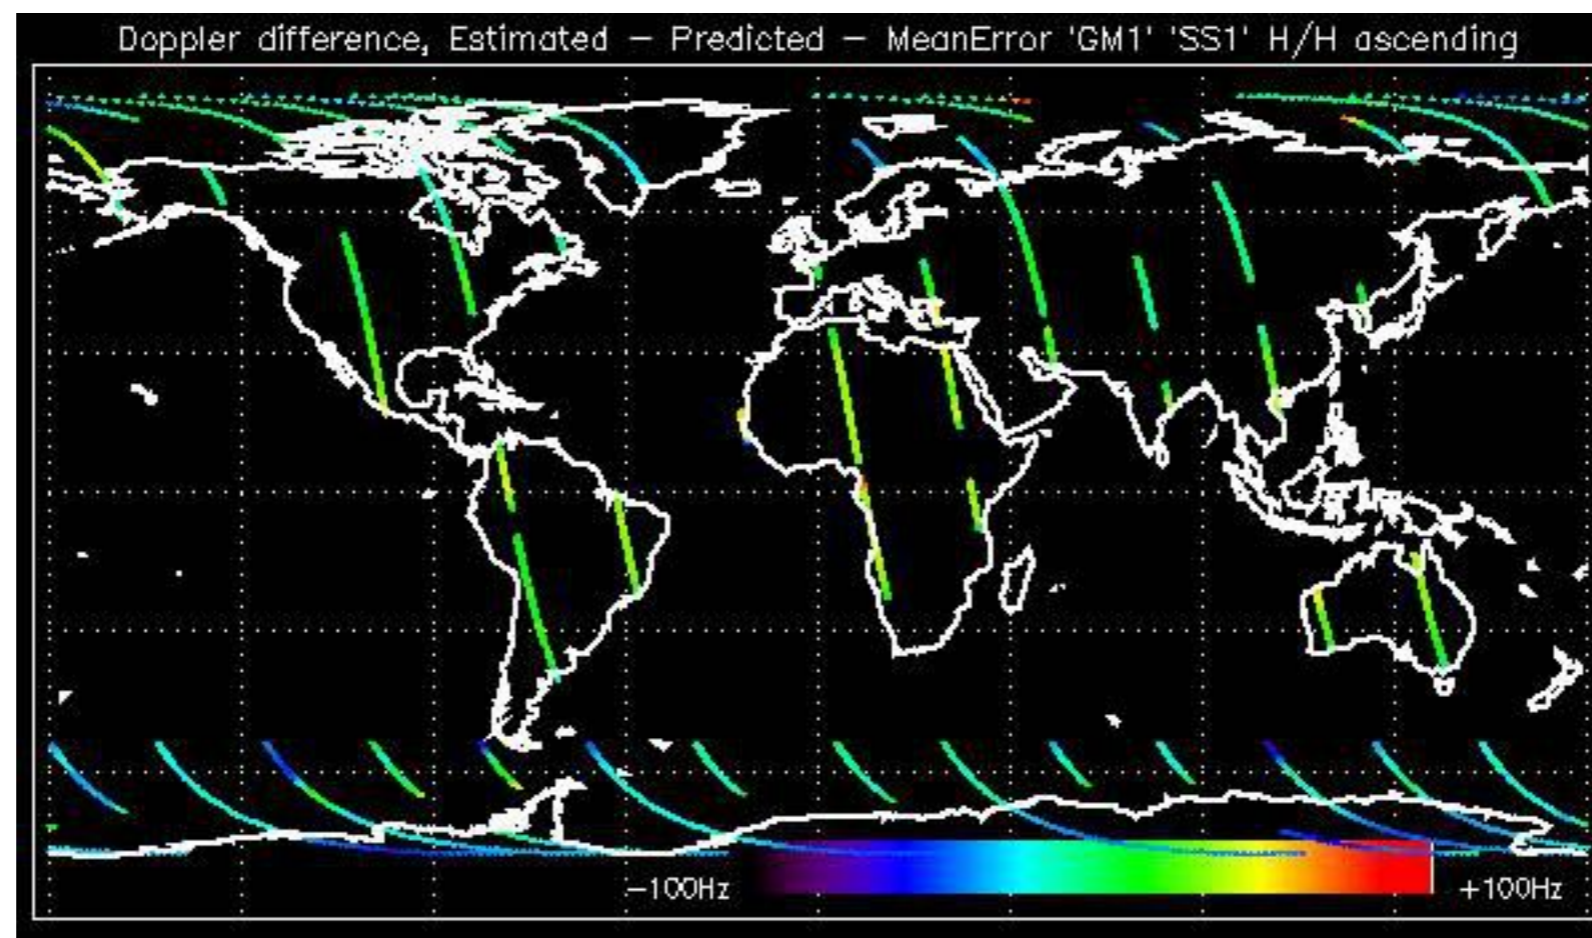 Doppler difference, Estimated − Predicted − MeanError 'GM1' 'SS1' H/H ascending
−100Hz +100Hz